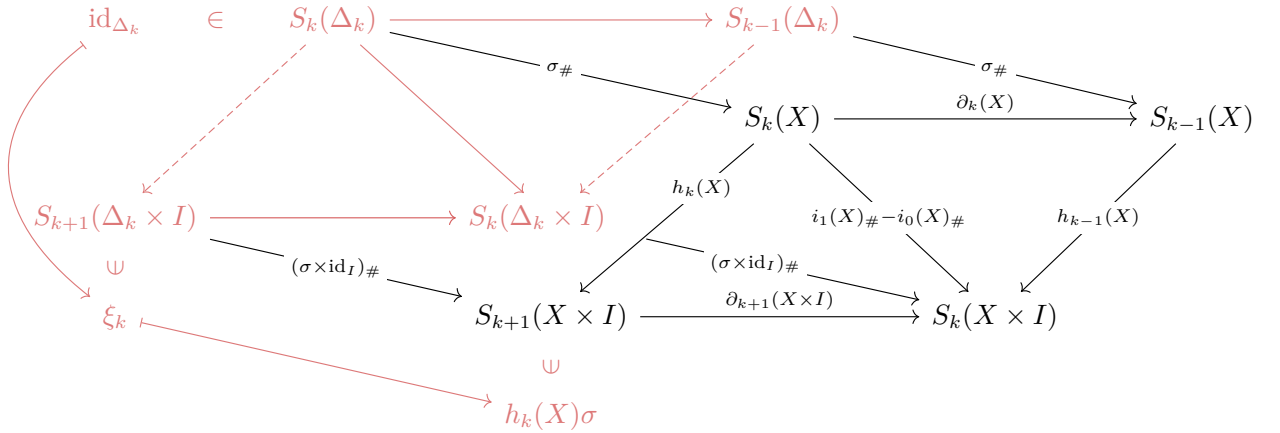 id_{Δ_k} ∈ S_k(Δ_k) S_{k−1}(Δ_k)
σ_# σ_#
∂_k(X)
S_k(X) S_{k−1}(X)
h_k(X)
S_{k+1}(Δ_k × I) S_k(Δ_k × I) i_1(X)_#−i_0(X)_# h_{k−1}(X)
(σ×id_I)_# (σ×id_I)_#
∪
∂_{k+1}(X×I)
ξ_k S_{k+1}(X × I) S_k(X × I)
∪
h_k(X)σ